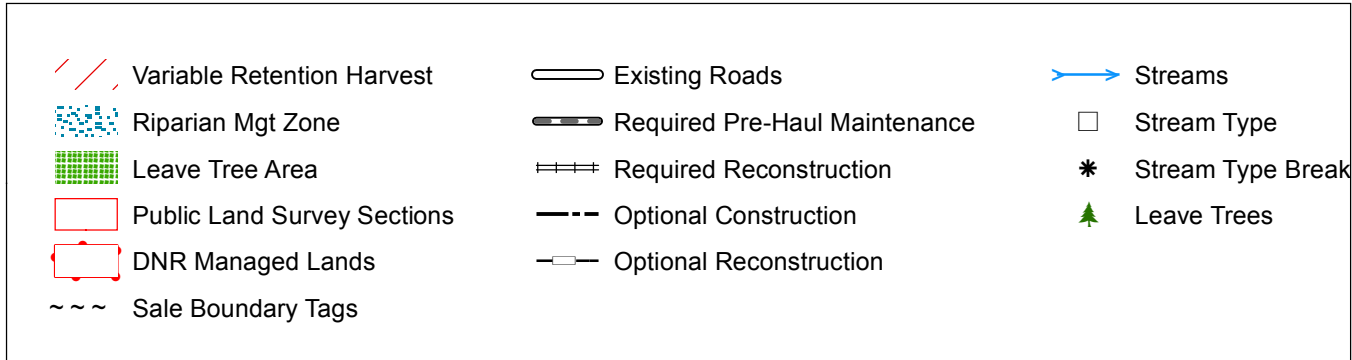 Variable Retention Harvest
Riparian Mgt Zone
Leave Tree Area
Public Land Survey Sections
DNR Managed Lands
Sale Boundary Tags
Existing Roads
Required Pre-Haul Maintenance
Required Reconstruction
Optional Construction
Optional Reconstruction
Streams
Stream Type
Stream Type Break
Leave Trees